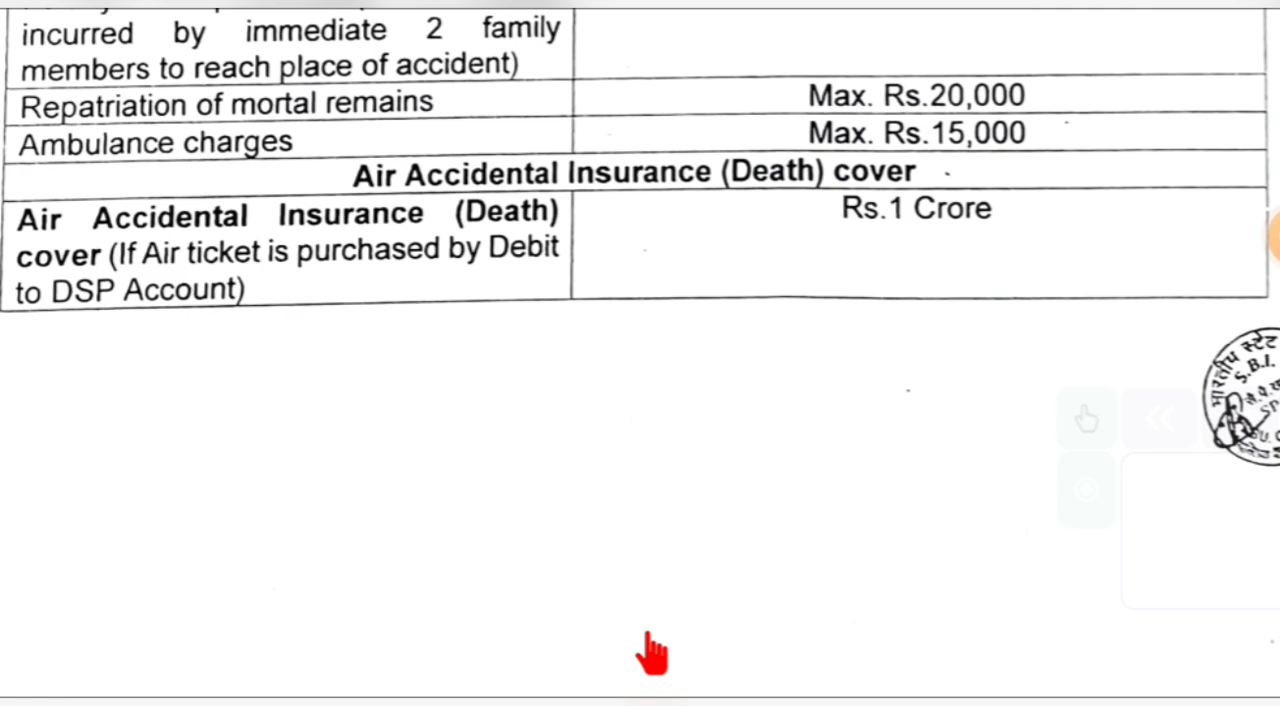 incurred by immediate 2 family
members to reach place of accident)
Repatriation of mortal remains
Max. Rs.20,000
Ambulance charges
Max. Rs.15,000
Air Accidental Insurance (Death) cover
Air Accidental Insurance (Death)
Rs.1 Crore
cover (If Air ticket is purchased by Debit
to DSP Account)
भारतीय स्टेट
S.B.I.